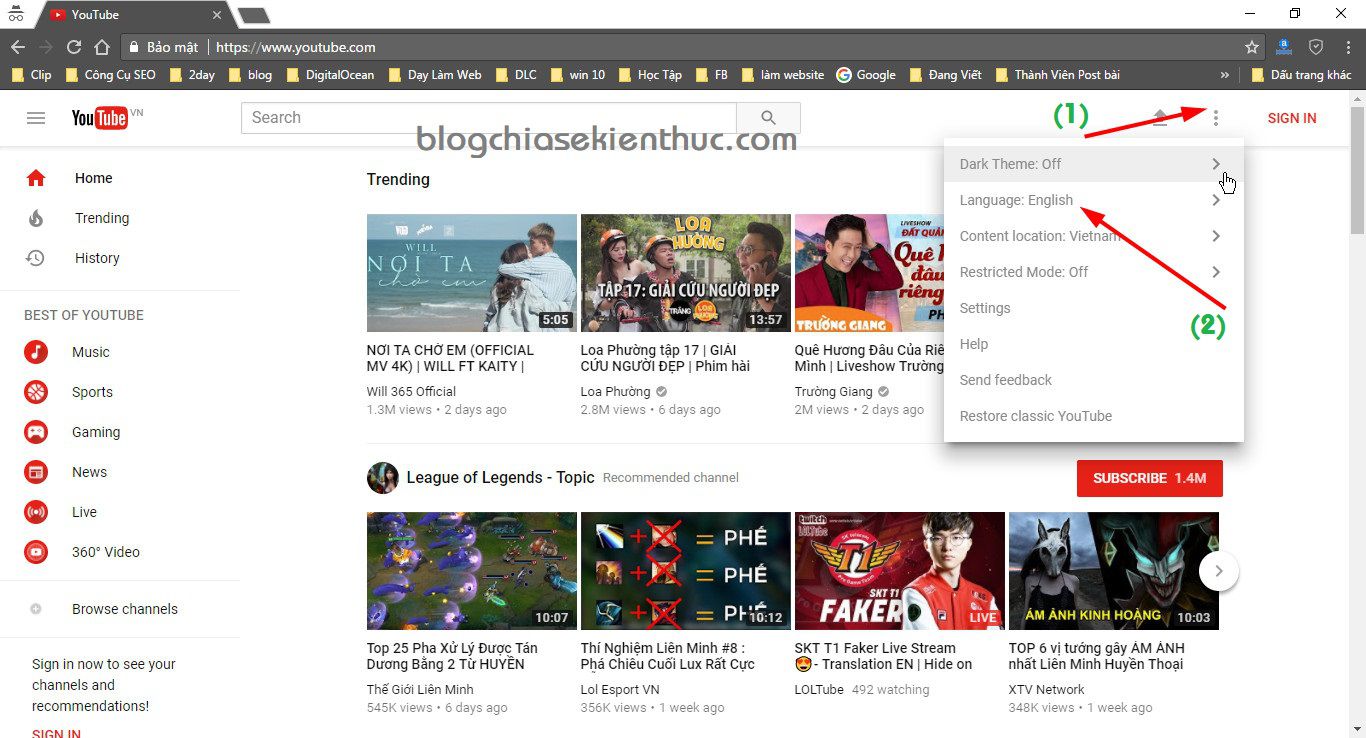 YouTube
Bảo mật
https://www.youtube.com
Clip
Công Cụ SEO
2day
blog
DigitalOcean
Dạy Làm Web
DLC
win 10
Học Tập
FB
làm website
Google
Đang Viết
Thành Viên Post bài
»
Dấu trang khác
YouTube VN
Search
(1)
SIGN IN
blogchiasekienthuc.com
Home
Trending
History
BEST OF YOUTUBE
Music
Sports
Gaming
News
Live
360° Video
Browse channels
Sign in now to see your
channels and
recommendations!
SIGN IN
Dark Theme: Off
Language: English
Content location: Vietnam
Restricted Mode: Off
Settings
Help
Send feedback
Restore classic YouTube
(2)
Trending
WILL
NƠI TA
chờ em
5:05
LOA
PHƯỜNG
TẬP 17: GIẢI CỨU NGƯỜI ĐẸP
13:57
LIVESHOW
ĐẤT QUẢN
Quê h
đâu
riêng
PH
TRƯỜNG GIANG
NƠI TA CHỜ EM (OFFICIAL
MV 4K) | WILL FT KAITY |
Will 365 Official
1.3M views • 2 days ago
Loa Phường tập 17 | GIẢI
CỨU NGƯỜI ĐẸP | Phim hài
Loa Phường
2.8M views • 6 days ago
Quê Hương Đâu Của Riê
Mình | Liveshow Trường
Trường Giang
2M views • 2 days ago
League of Legends - Topic
Recommended channel
SUBSCRIBE 1.4M
10:07
+ = PHẾ
+ = PHẾ
+ = PHẾ
10:12
twitch
LOLTube
SK telecom
T1
SKT T1
FAKER
LIVE
ÁM ẢNH KINH HOÀNG
10:03
Top 25 Pha Xử Lý Được Tán
Dương Bằng 2 Từ HUYỀN
Thế Giới Liên Minh
545K views • 6 days ago
Thí Nghiệm Liên Minh #8 :
Phá Chiêu Cuối Lux Rất Cực
Lol Esport VN
356K views • 1 week ago
SKT T1 Faker Live Stream
😍- Translation EN | Hide on
LOLTube 492 watching
TOP 6 vị tướng gây ÁM ẢNH
nhất Liên Minh Huyền Thoại
XTV Network
348K views • 1 week ago